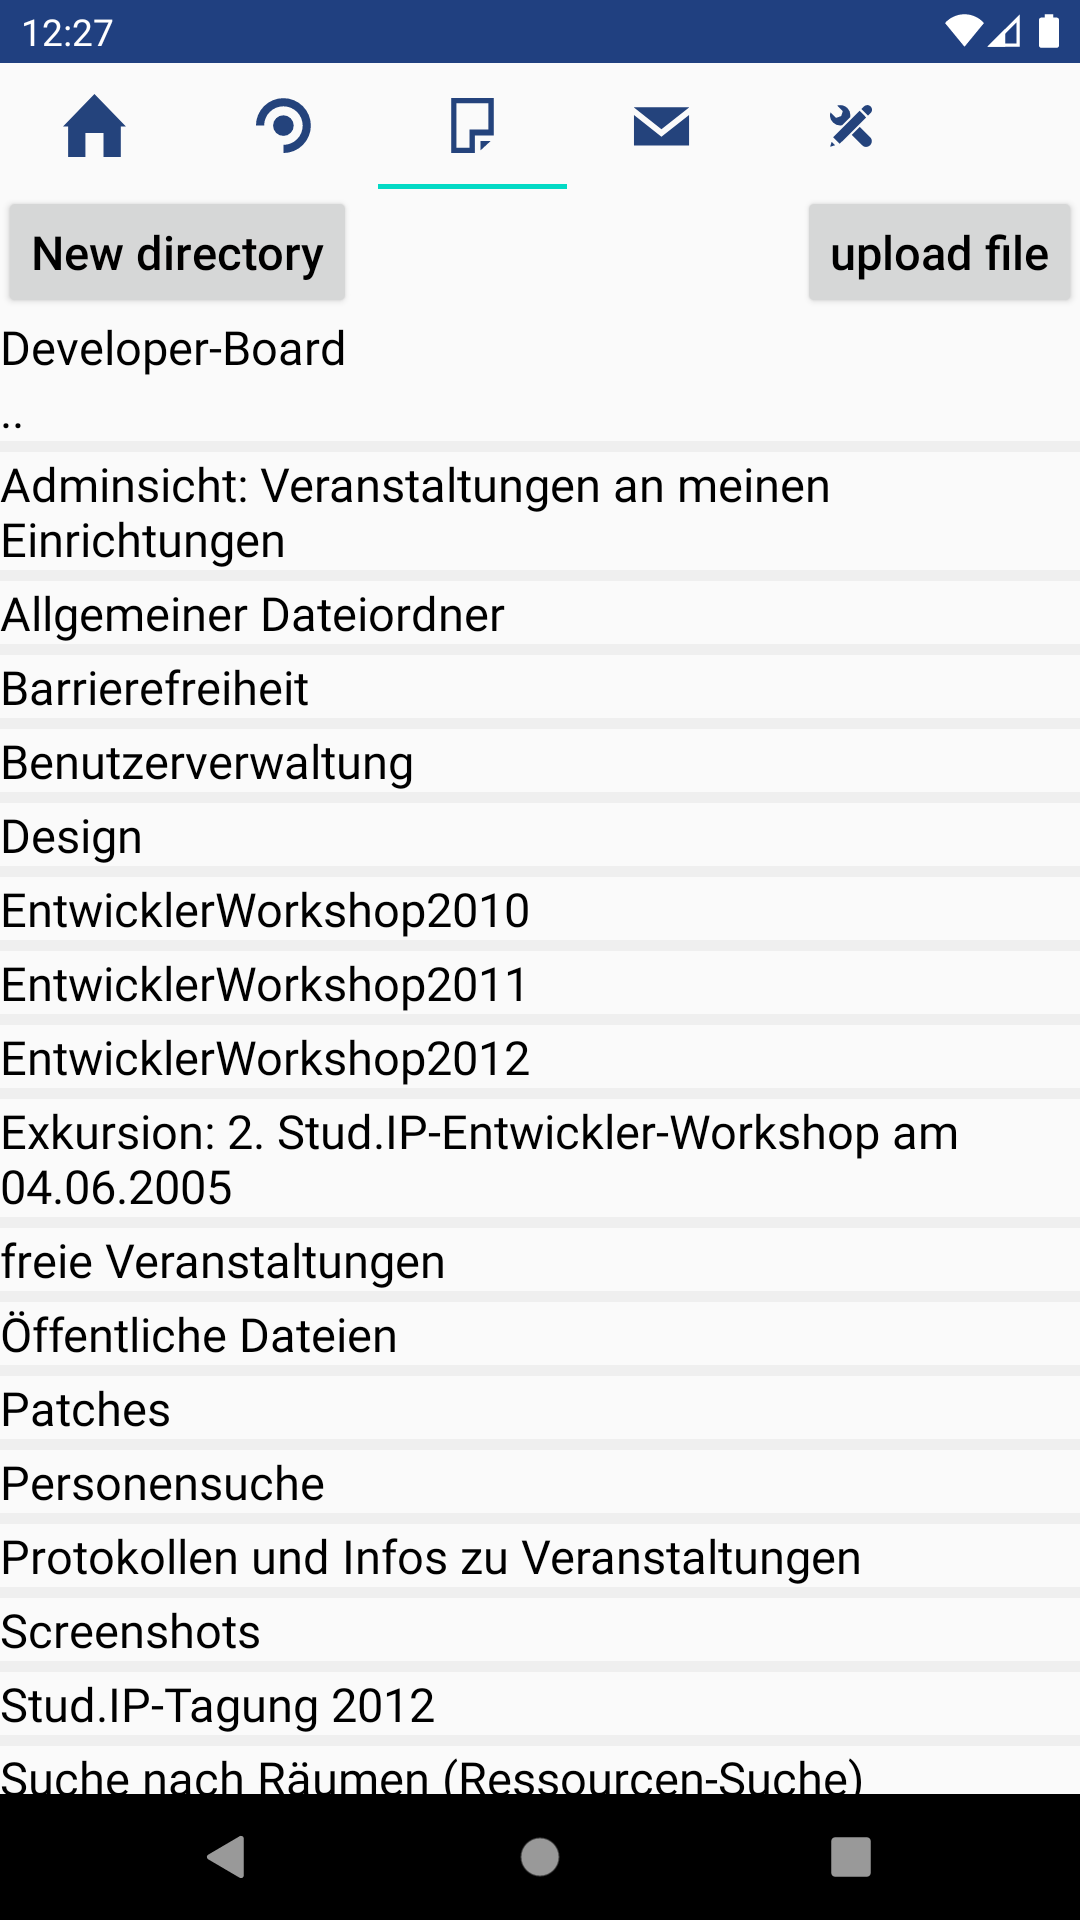 12:27
New directory
upload file
Developer-Board
..
Adminsicht: Veranstaltungen an meinen
Einrichtungen
Allgemeiner Dateiordner
Barrierefreiheit
Benutzerverwaltung
Design
EntwicklerWorkshop2010
EntwicklerWorkshop2011
EntwicklerWorkshop2012
Exkursion: 2. Stud.IP-Entwickler-Workshop am
04.06.2005
freie Veranstaltungen
Öffentliche Dateien
Patches
Personensuche
Protokollen und Infos zu Veranstaltungen
Screenshots
Stud.IP-Tagung 2012
Suche nach Räumen (Ressourcen-Suche)